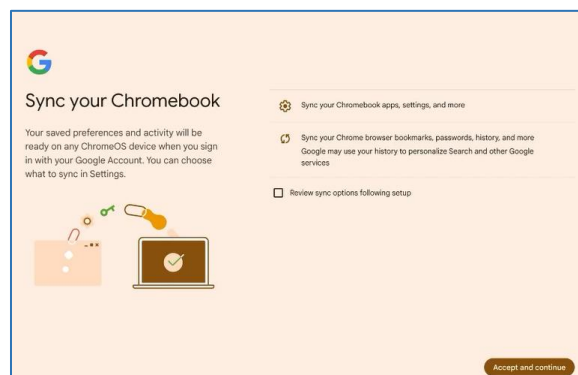 Sync your Chromebook
Your saved preferences and activity will be
ready on any ChromeOS device when you sign
in with your Google Account. You can choose
what to sync in Settings.
Sync your Chromebook apps, settings, and more
Sync your Chrome browser bookmarks, passwords, history, and more
Google may use your history to personalize Search and other Google
services
Review sync options following setup
Accept and continue